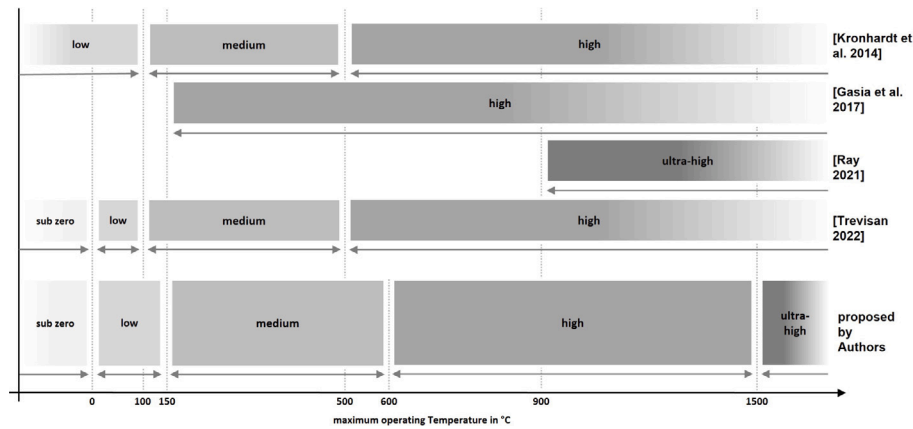 low
medium
high
[Kronhardt
et al. 2014]
high
[Gasia et al.
2017]
ultra-high
[Ray
2021]
sub zero
low
medium
high
[Trevisan
2022]
sub zero
low
medium
high
ultra-
high
proposed
by
Authors
0
100
150
500
600
900
1500
maximum operating Temperature in °C